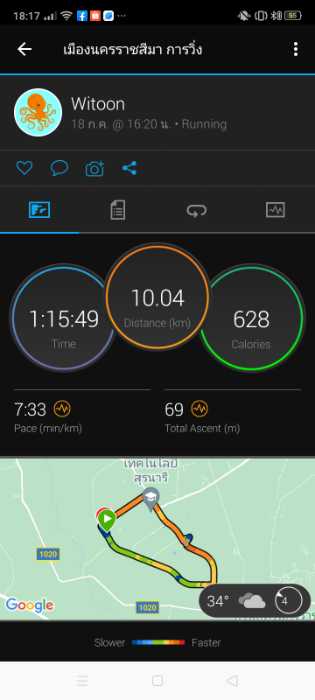 18:17
55
เมืองนครราชสีมา การวิ่ง
Witoon
18 ก.ค. @ 16:20 น. • Running
1:15:49
Time
10.04
Distance (km)
628
Calories
7:33
Pace (min/km)
69
Total Ascent (m)
เทคโนโลยี
สุรนารี
1020
1020
Google
34°
4
Slower
Faster